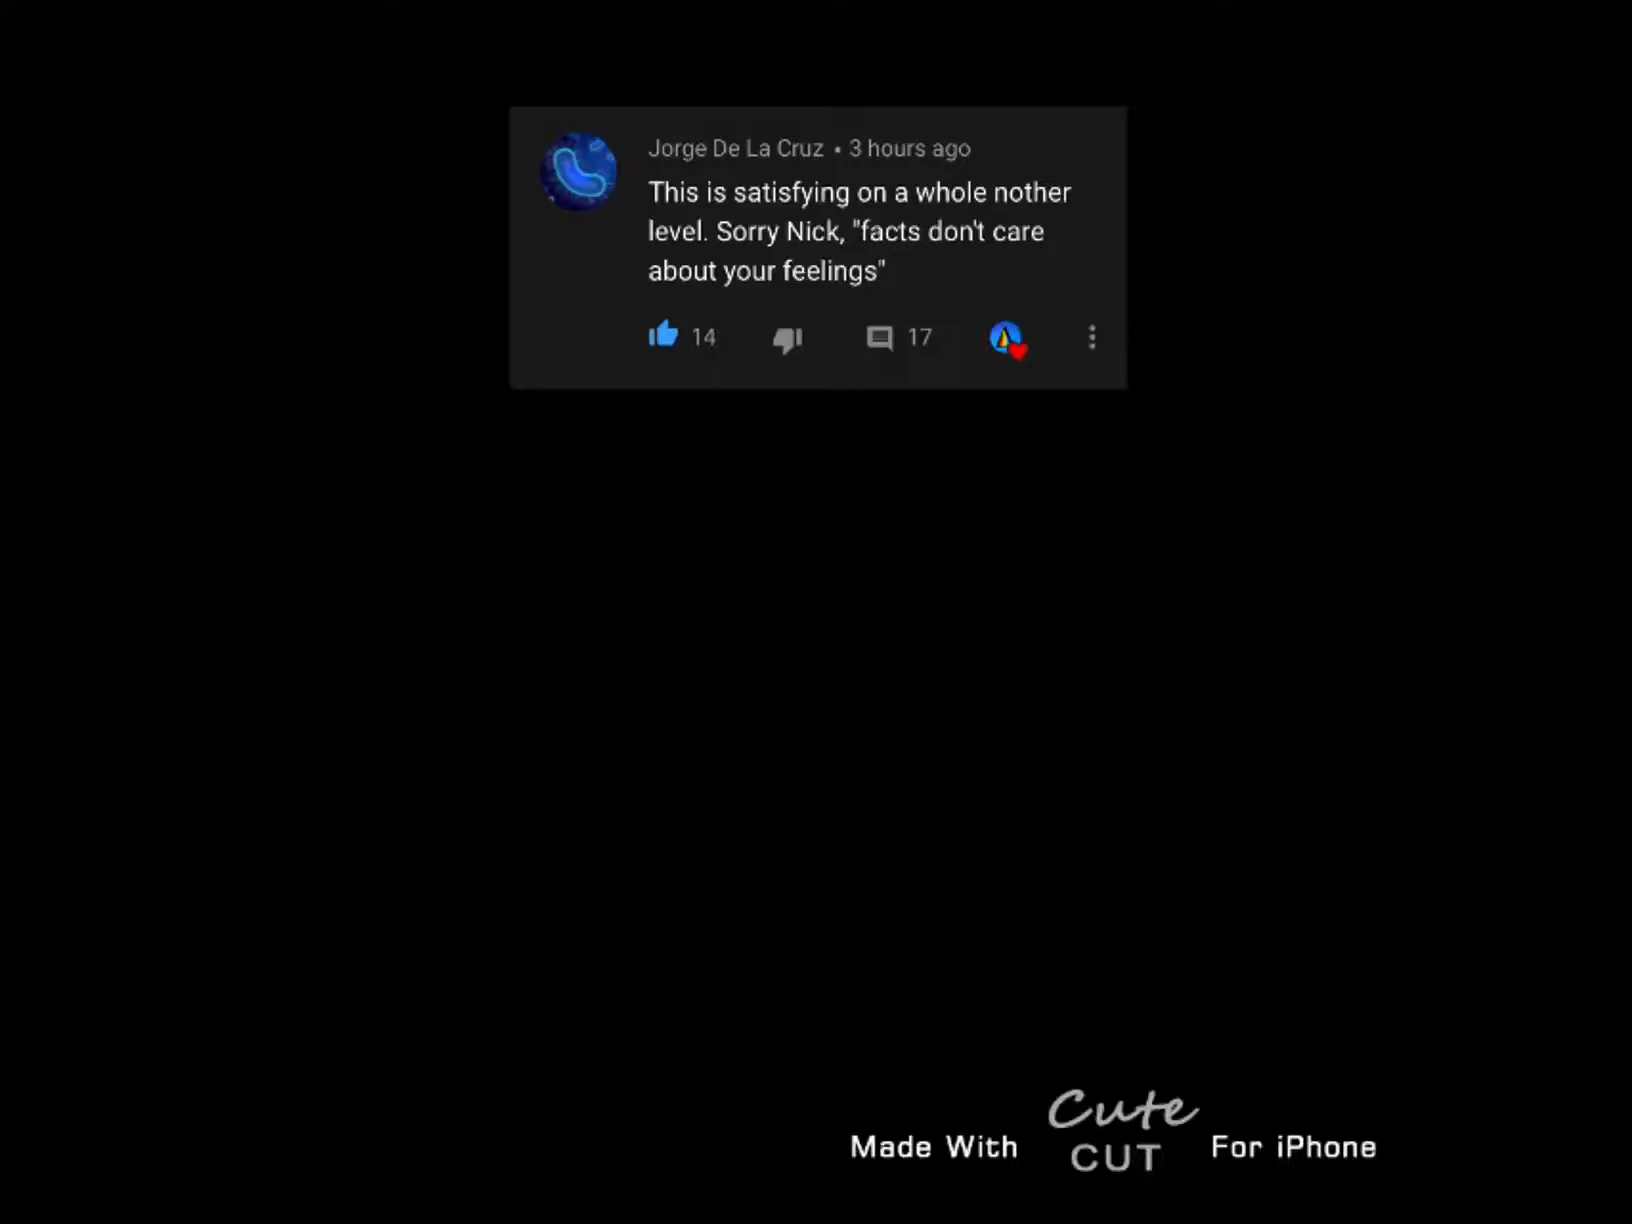 Jorge De La Cruz • 3 hours ago
This is satisfying on a whole nother
level. Sorry Nick, "facts don't care
about your feelings"
14 17
Made With Cute CUT For iPhone